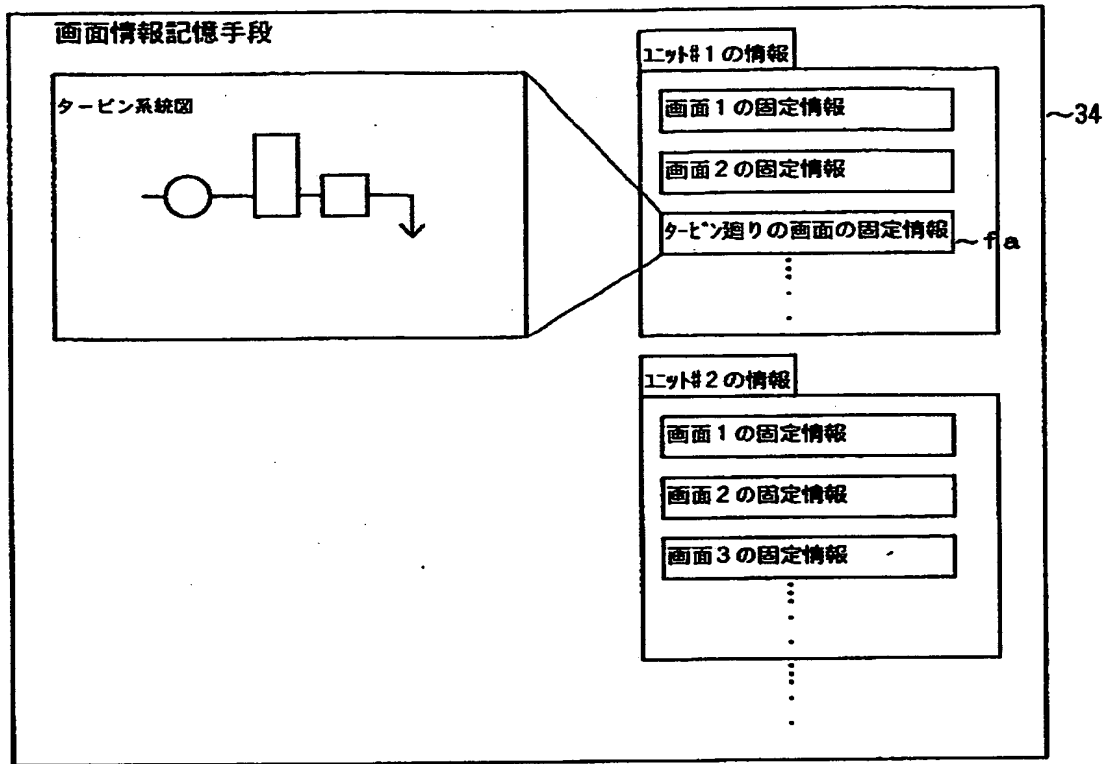 画面情報記憶手段
タービン系統図
ユニット#1の情報
画面1の固定情報
画面2の固定情報
タービン廻りの画面の固定情報
~fa
~34
ユニット#2の情報
画面1の固定情報
画面2の固定情報
画面3の固定情報